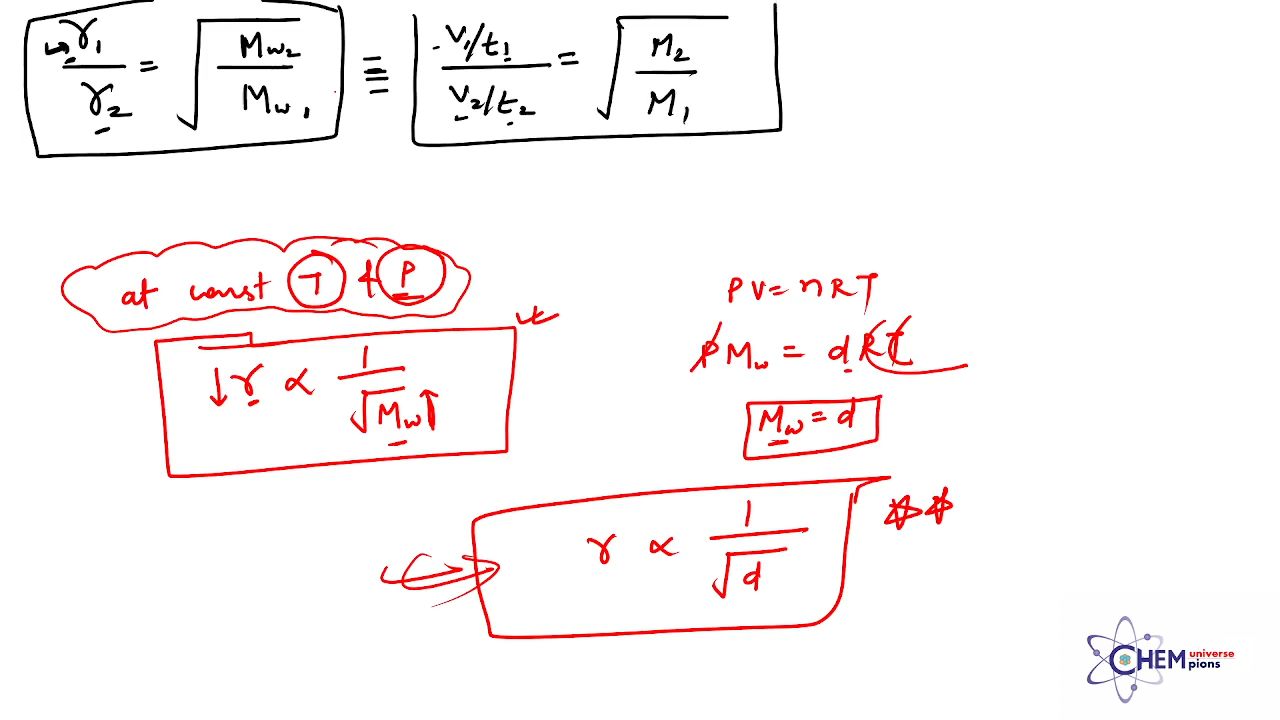 r₁/r₂ = √(Mw₂/Mw₁) ≡ (V₁/t₁)/(V₂/t₂) = √(M₂/M₁)
at const T & P
PV = nRT
PMw = dRT
↓r ∝ 1/√Mw↑
Mw = d
r ∝ 1/√d
CHEM universe
pions